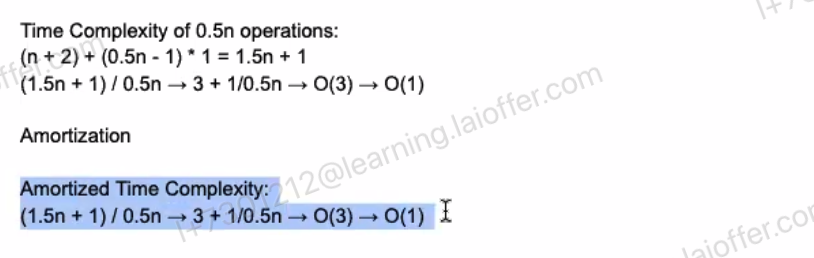 Time Complexity of 0.5n operations:
(n + 2) + (0.5n - 1) * 1 = 1.5n + 1
(1.5n + 1) / 0.5n → 3 + 1/0.5n → O(3) → O(1)
Amortization
Amortized Time Complexity:
(1.5n + 1) / 0.5n → 3 + 1/0.5n → O(3) → O(1)
212@learning.laioffer.com
laioffer.com